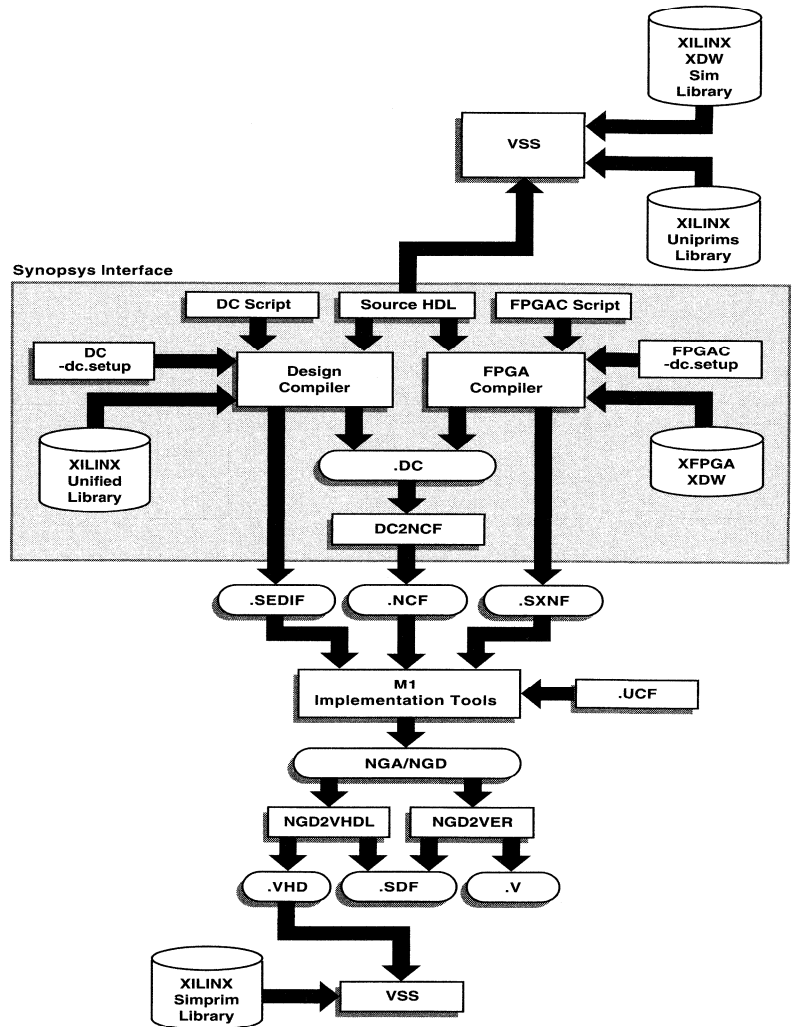 XILINX
XDW
Sim
Library
VSS
XILINX
Uniprims
Library
Synopsys Interface
DC Script
Source HDL
FPGAC Script
DC
-dc.setup
Design
Compiler
FPGA
Compiler
FPGAC
-dc.setup
XILINX
Unified
Library
.DC
XFPGA
XDW
DC2NCF
.SEDIF
.NCF
.SXNF
M1
Implementation Tools
.UCF
NGA/NGD
NGD2VHDL
NGD2VER
.VHD
.SDF
.V
XILINX
Simprim
Library
VSS